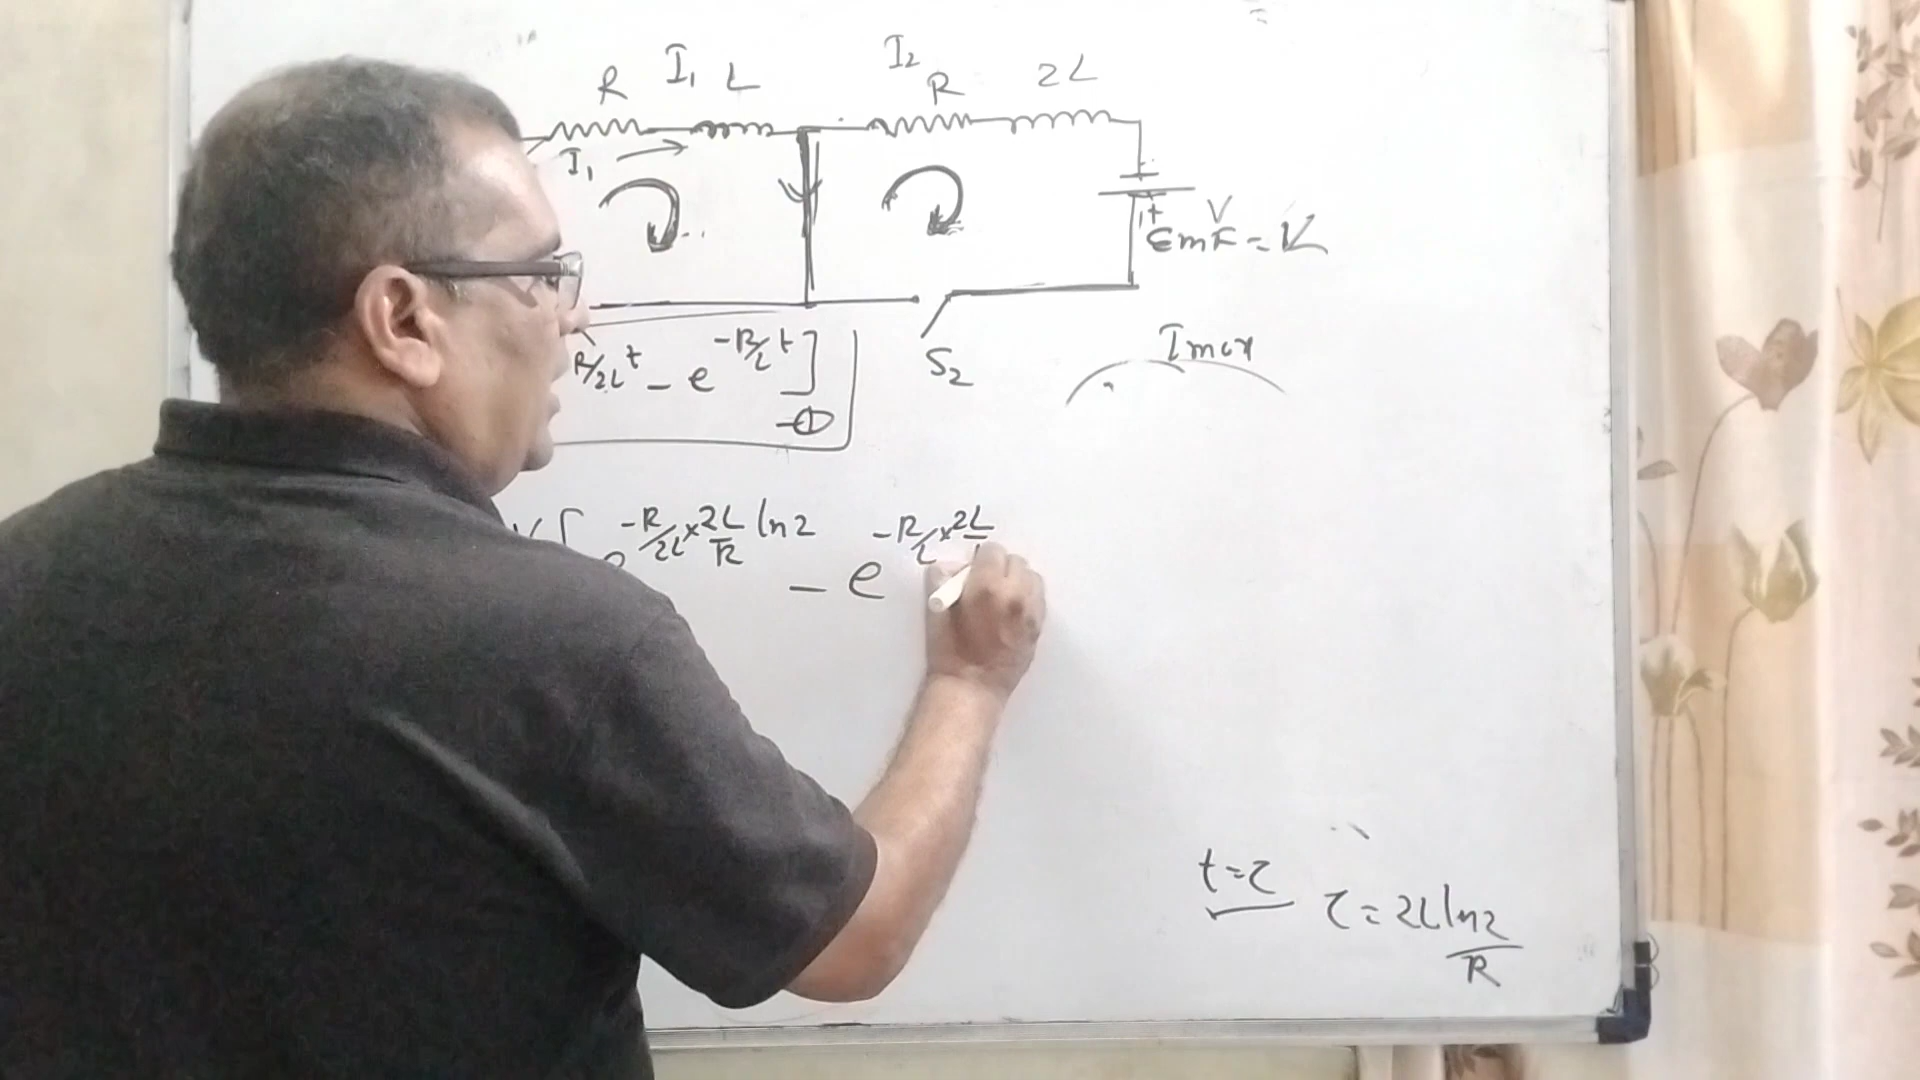 I₁ I₂
R L R 2L
I₁
+ V
EmF = V
S₂
Imax
R/2L t - e^(-R/L t)]
-①
[e^(-R/2L × 2L/R ln2) - e^(-R/L × 2L
t = τ
τ = 2L ln2 / R